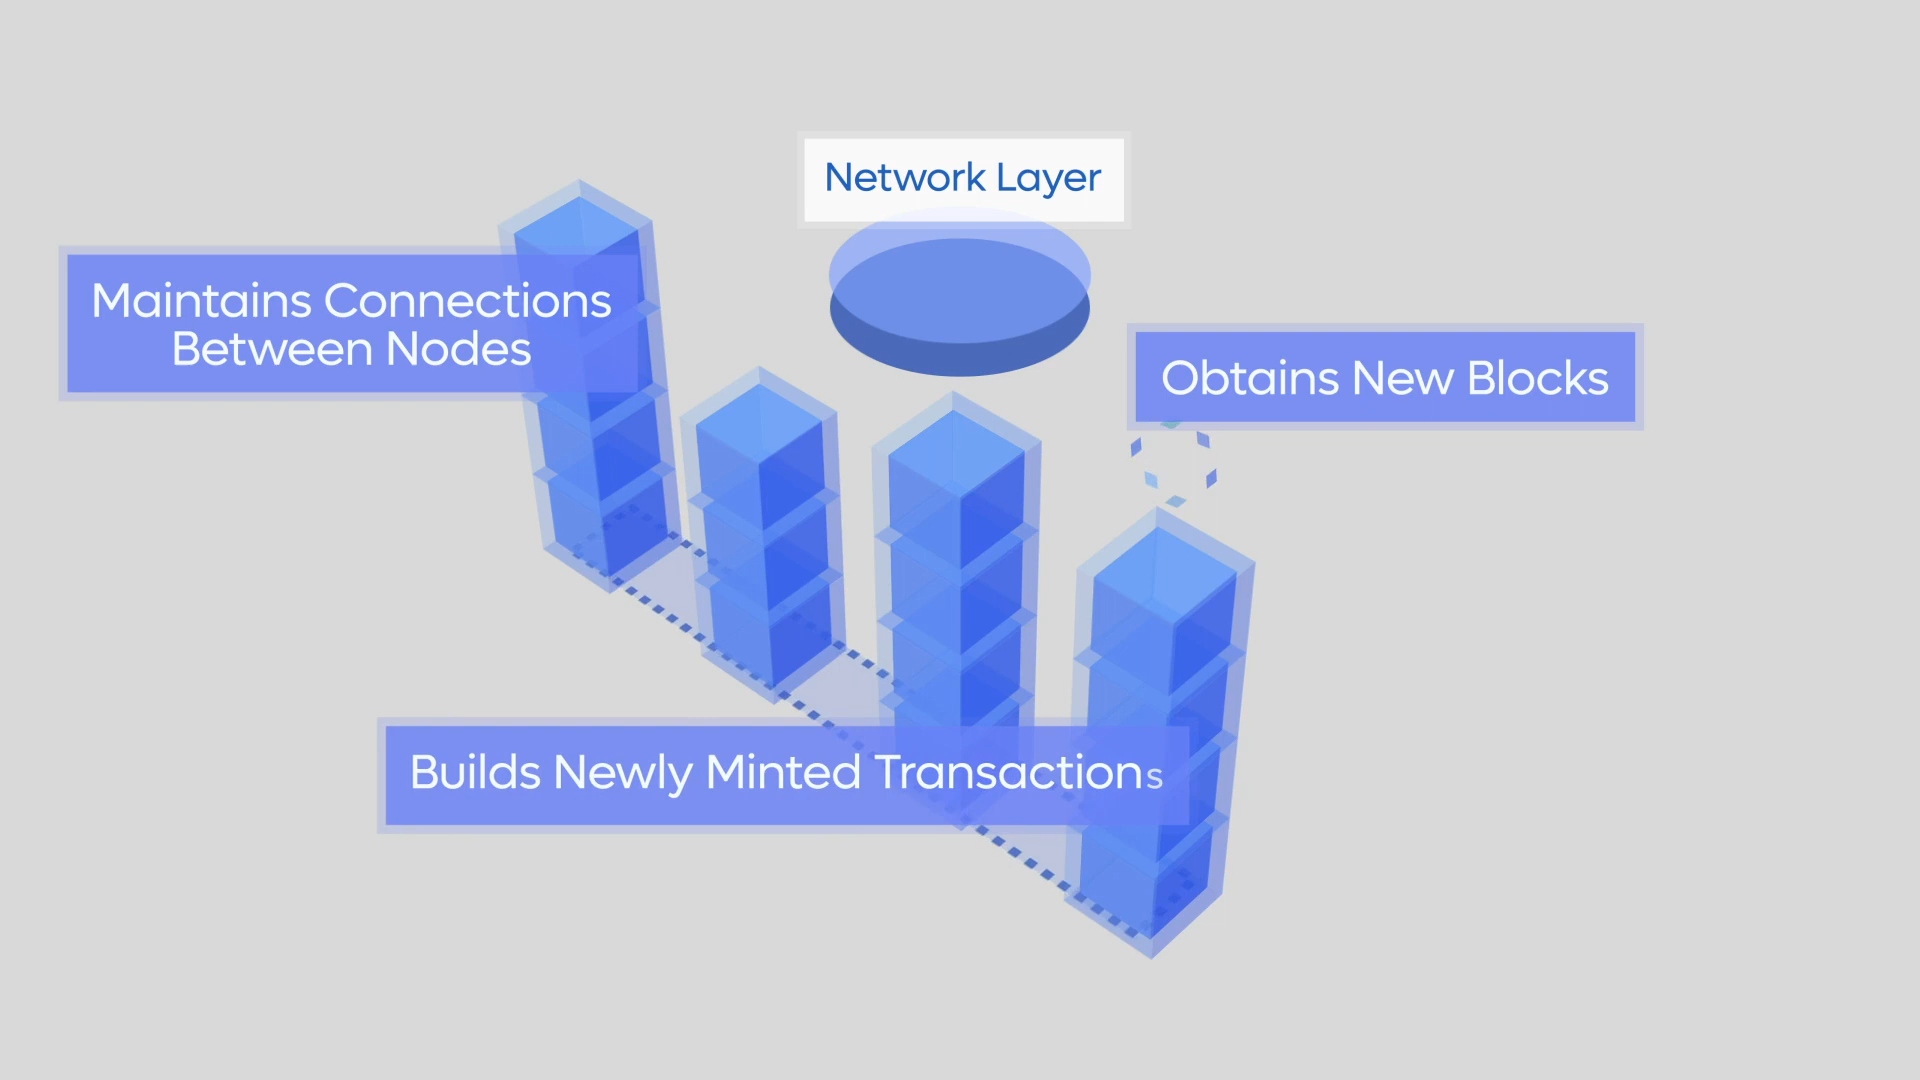 Network Layer
Maintains Connections
Between Nodes
Obtains New Blocks
Builds Newly Minted Transactions